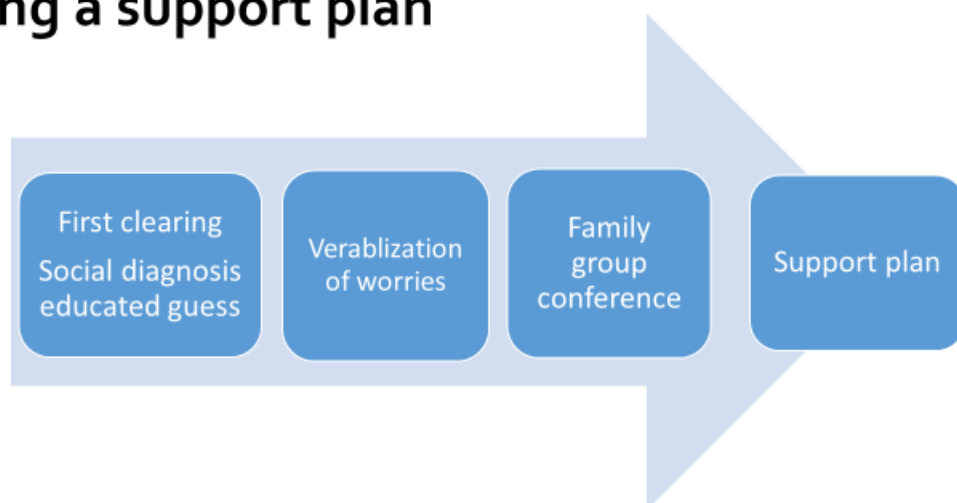 ng a support plan
First clearing
Social diagnosis
educated guess
Verablization
of worries
Family
group
conference
Support plan